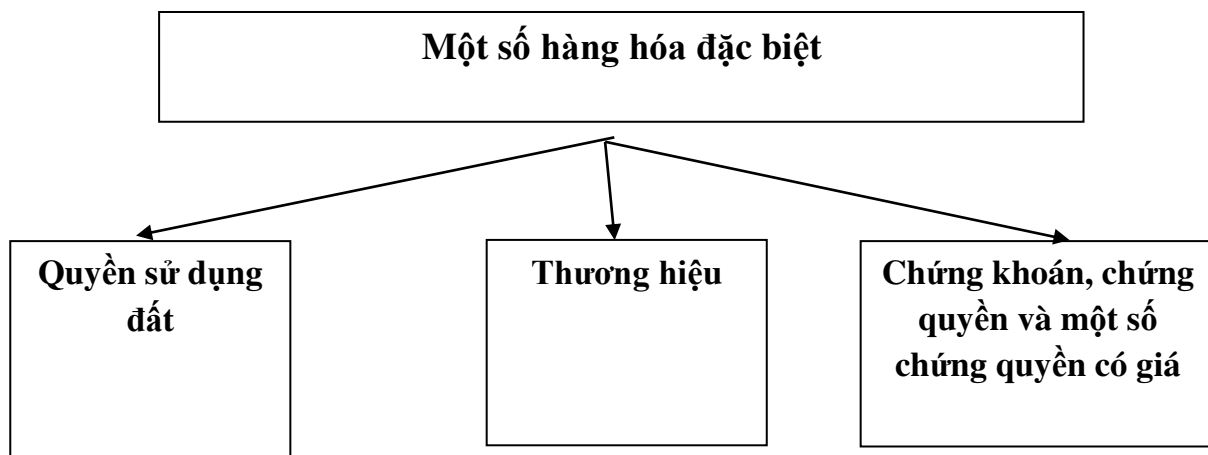 Một số hàng hóa đặc biệt
Quyền sử dụng
đất
Thương hiệu
Chứng khoán, chứng
quyền và một số
chứng quyền có giá